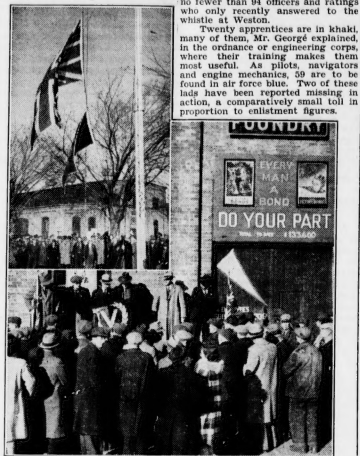 no fewer than 94 officers and ratings
who only recently answered to the
whistle at Weston.
Twenty apprentices are in khaki,
many of them, Mr. Georgé explained,
in the ordnance or engineering corps,
where their training makes them
most useful. As pilots, navigators
and engine mechanics, 59 are to be
found in air force blue. Two of these
lads have been reported missing in
action, a comparatively small toll in
proportion to enlistment figures.
FOUNDRY
EVERY
MAN
A
BOND
DO YOUR PART
V